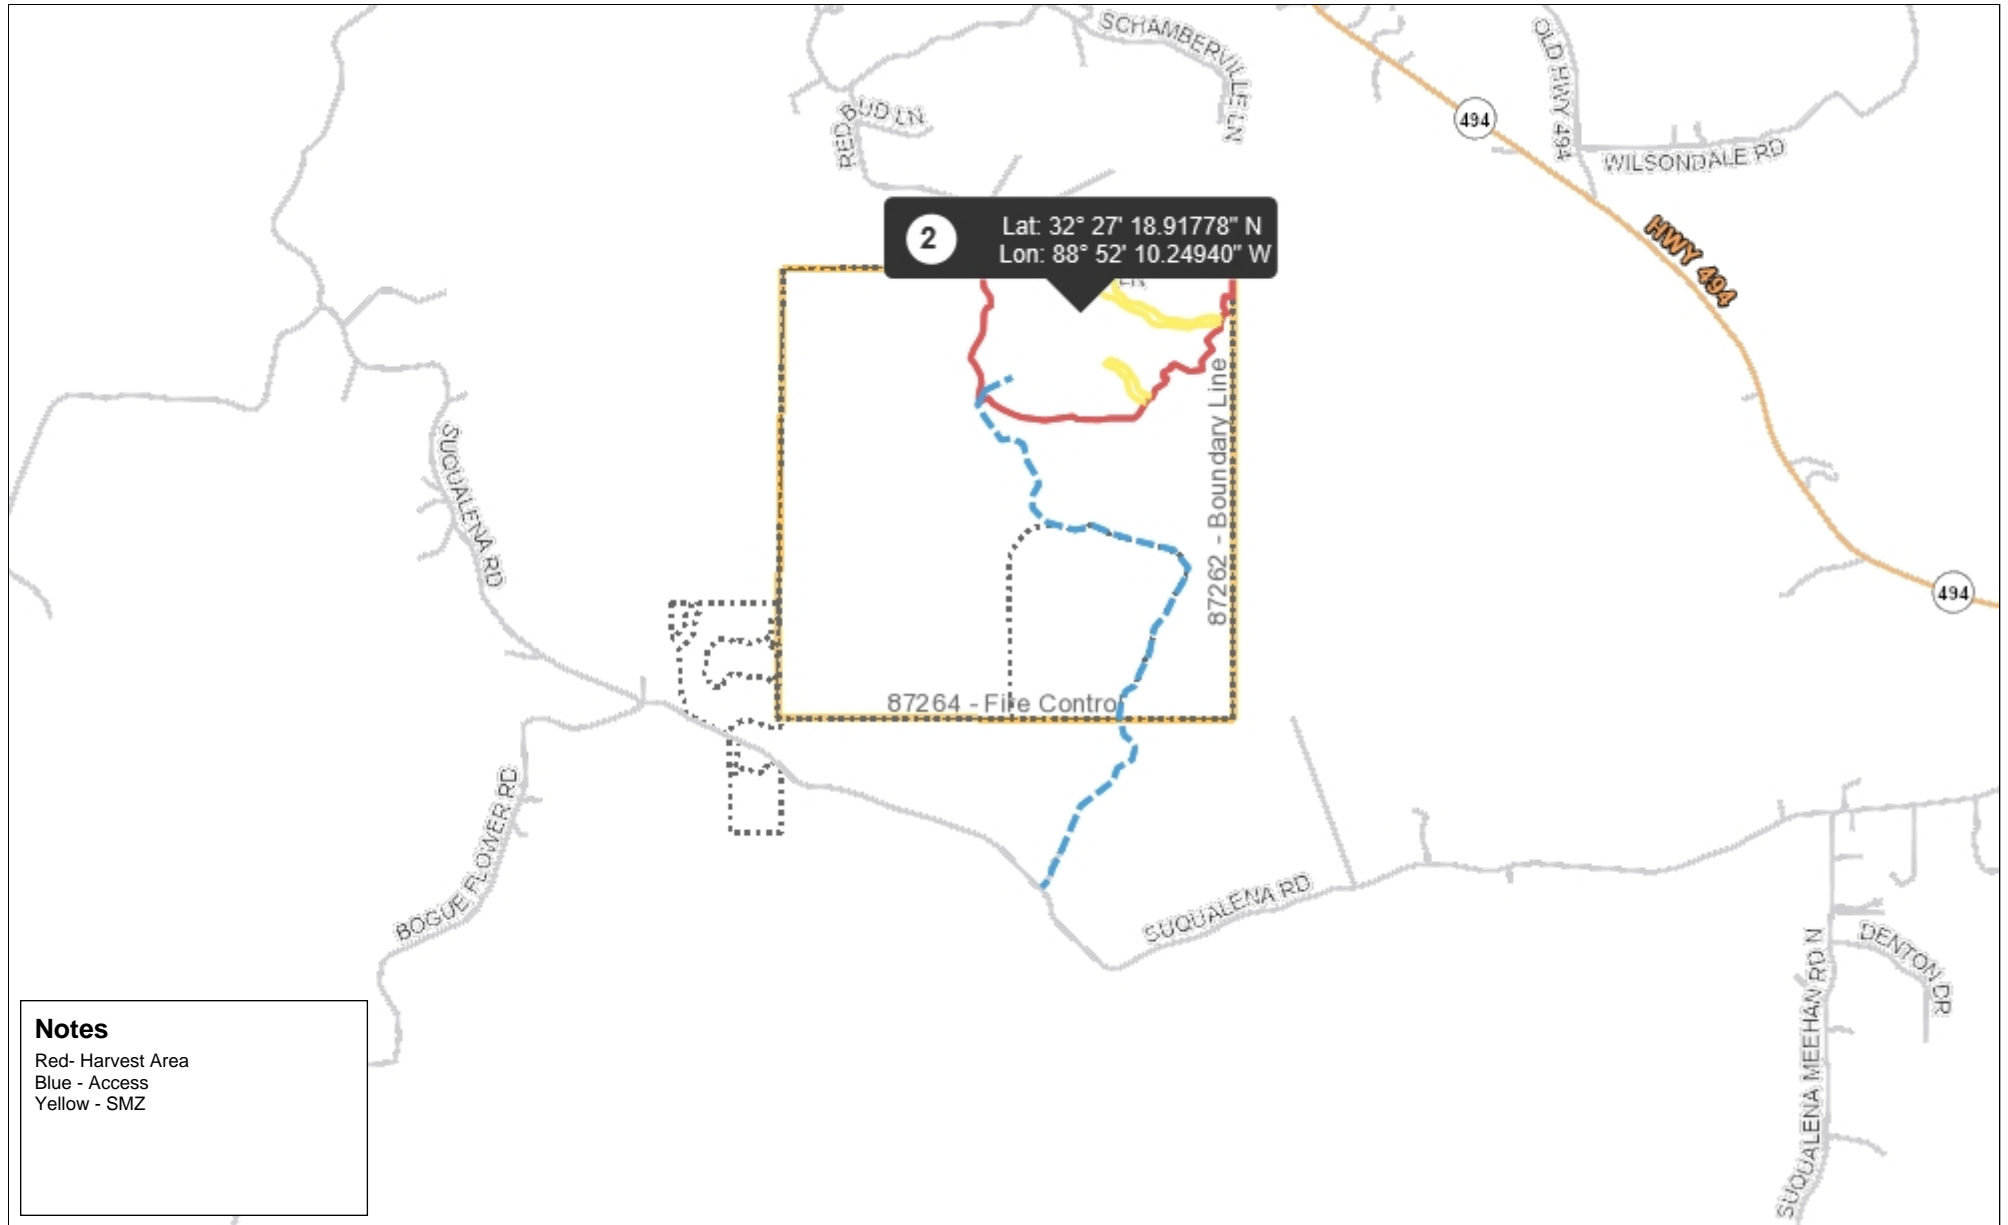 SCHAMBERVILLE LN
OLD HWY 494
494
RED BUD LN
WILSONDALE RD
2
Lat: 32° 27' 18.91778" N
Lon: 88° 52' 10.24940" W
HWY 494
87262 - Boundary Line
SUQUALENA RD
494
87264 - Fire Control
BOGUE FLOWER RD
SUQUALENA RD
SUQUALENA MEEHAN RD N
DENTON DR
Notes
Red- Harvest Area
Blue - Access
Yellow - SMZ